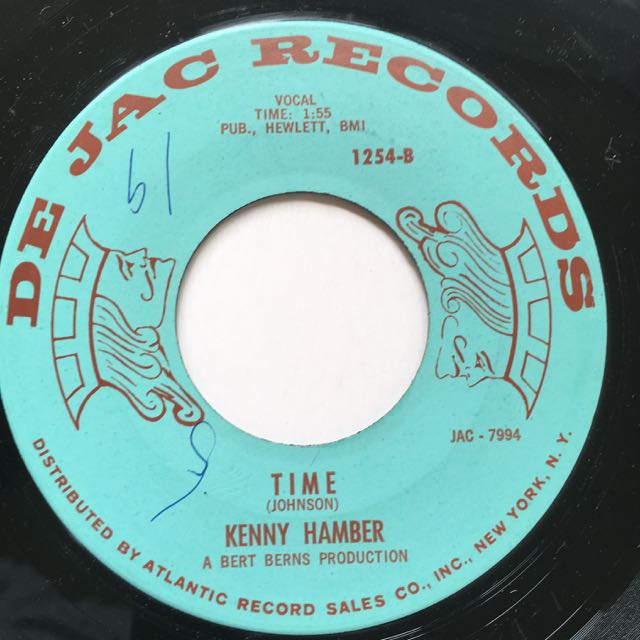 DE JAC RECORDS
VOCAL
TIME: 1:55
PUB., HEWLETT, BMI
1254-B
JAC - 7994
TIME
(JOHNSON)
KENNY HAMBER
A BERT BERNS PRODUCTION
DISTRIBUTED BY ATLANTIC RECORD SALES CO., INC., NEW YORK, N. Y.